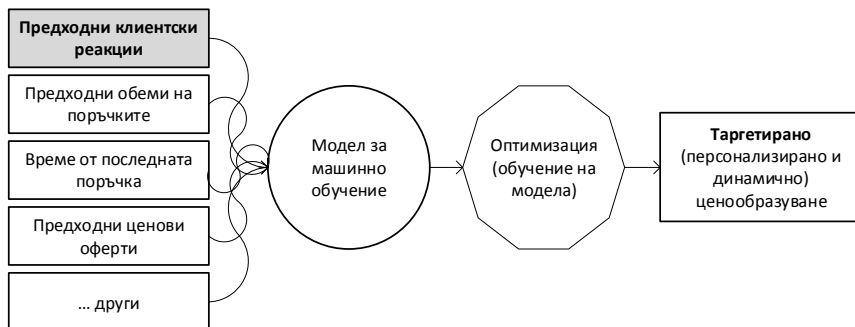 Предходни клиентски
реакции
Предходни обеми на
поръчките
Време от последната
поръчка
Предходни ценови
оферти
... други
Модел за
машинно
обучение
Оптимизация
(обучение на
модела)
Таргетирано
(персонализирано и
динамично)
ценообразуване